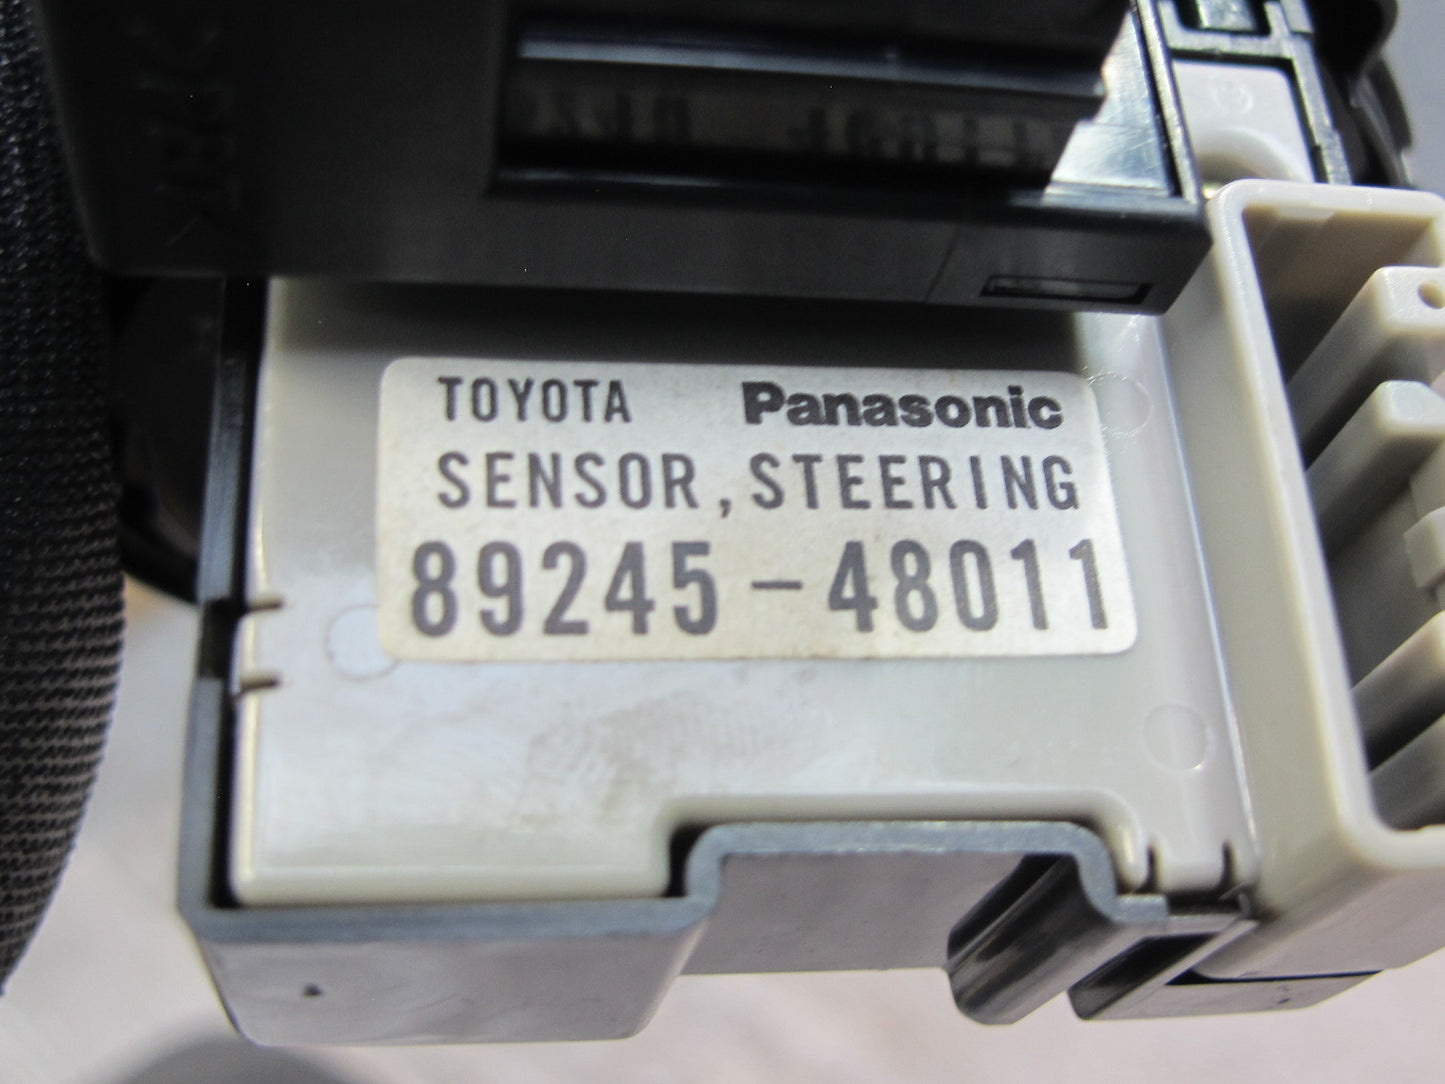 TOYOTA Panasonic
SENSOR, STEERING
89245-48011